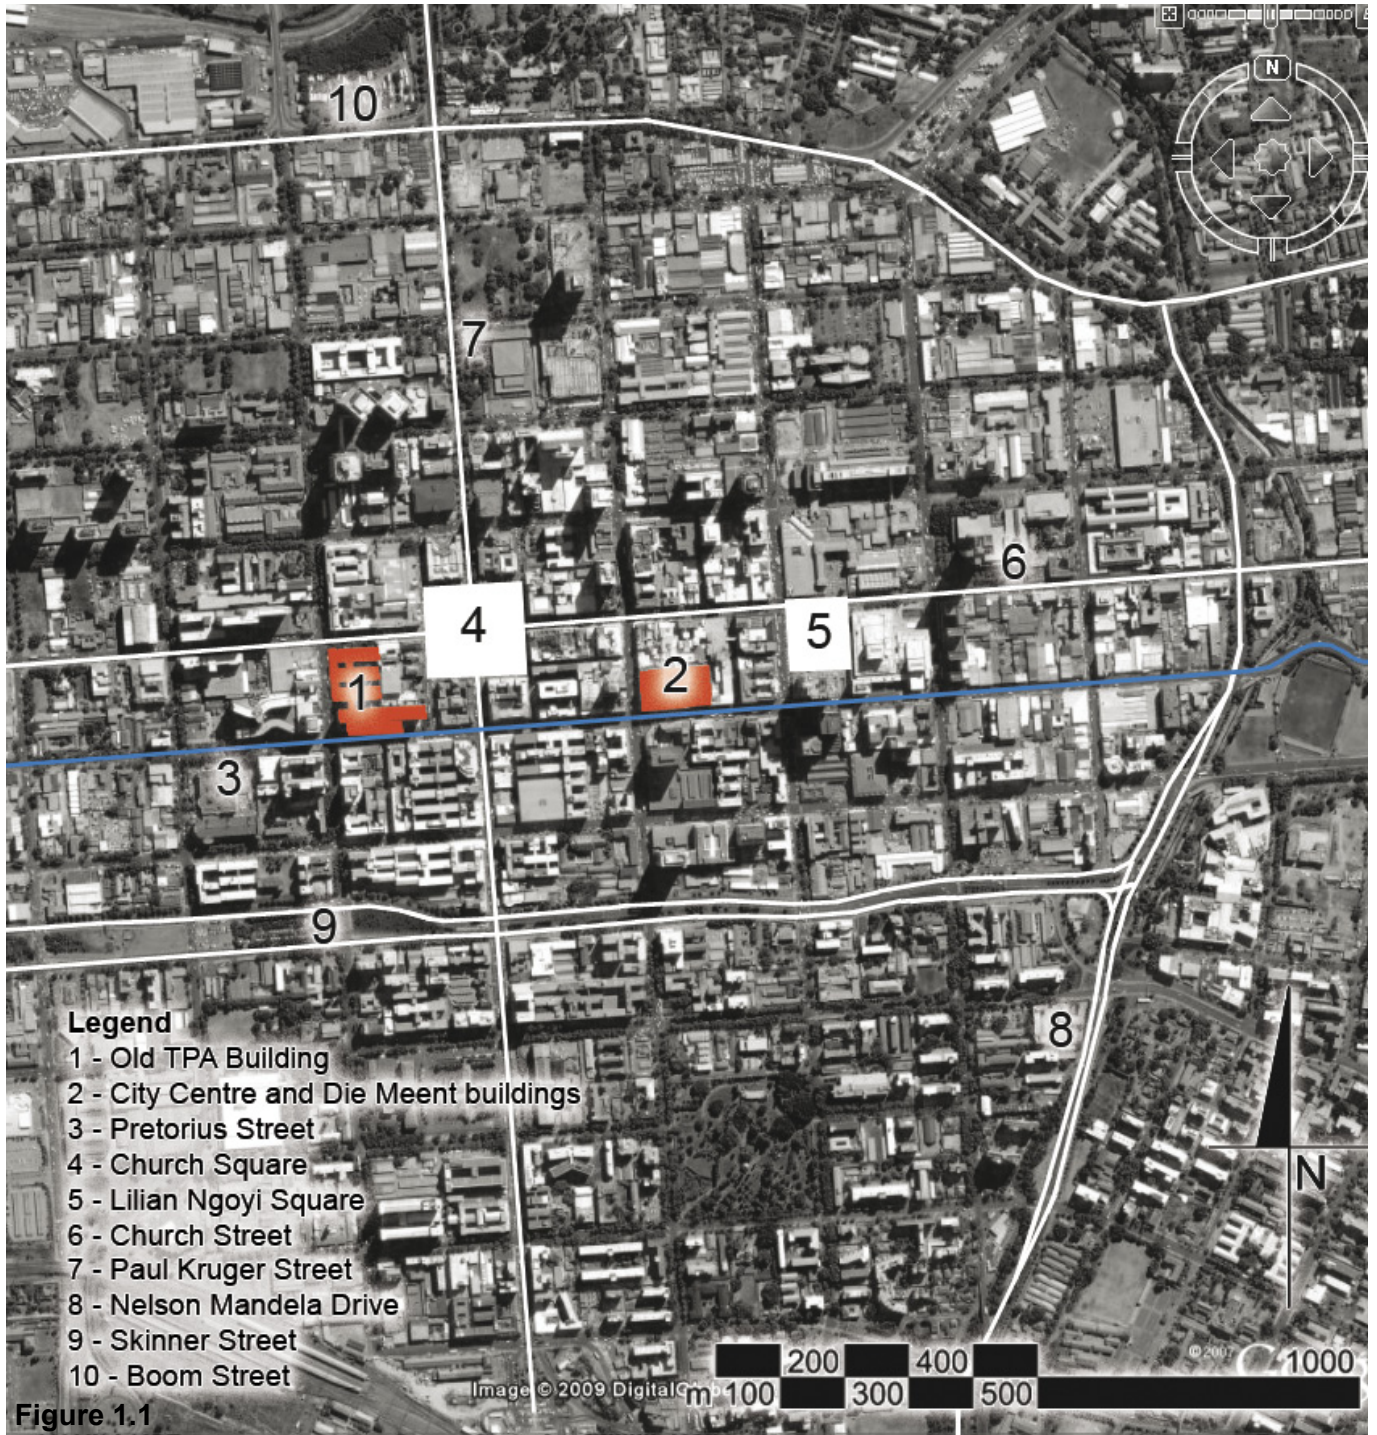 N
10
7
6
4
5
1
2
3
9
8
Legend
1 - Old TPA Building
2 - City Centre and Die Meent buildings
3 - Pretorius Street
4 - Church Square
5 - Lilian Ngoyi Square
6 - Church Street
7 - Paul Kruger Street
8 - Nelson Mandela Drive
9 - Skinner Street
10 - Boom Street
N
200 400 1000
m 100 300 500
Image © 2009 DigitalGlobe
Figure 1.1